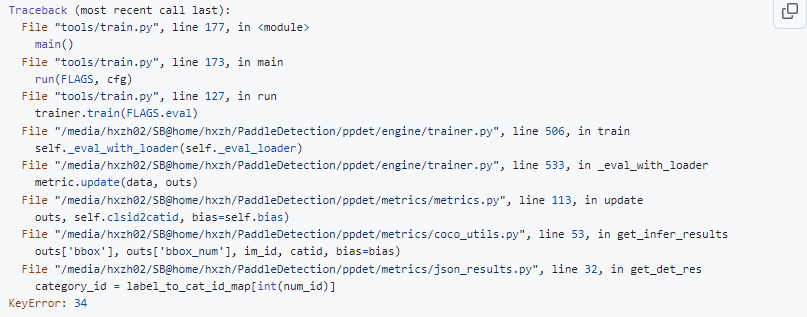 Traceback (most recent call last):
File "tools/train.py", line 177, in <module>
main()
File "tools/train.py", line 173, in main
run(FLAGS, cfg)
File "tools/train.py", line 127, in run
trainer.train(FLAGS.eval)
File "/media/hxzh02/SB@home/hxzh/PaddleDetection/ppdet/engine/trainer.py", line 506, in train
self._eval_with_loader(self._eval_loader)
File "/media/hxzh02/SB@home/hxzh/PaddleDetection/ppdet/engine/trainer.py", line 533, in _eval_with_loader
metric.update(data, outs)
File "/media/hxzh02/SB@home/hxzh/PaddleDetection/ppdet/metrics/metrics.py", line 113, in update
outs, self.clsid2catid, bias=self.bias)
File "/media/hxzh02/SB@home/hxzh/PaddleDetection/ppdet/metrics/coco_utils.py", line 53, in get_infer_results
outs['bbox'], outs['bbox_num'], im_id, catid, bias=bias)
File "/media/hxzh02/SB@home/hxzh/PaddleDetection/ppdet/metrics/json_results.py", line 32, in get_det_res
category_id = label_to_cat_id_map[int(num_id)]
KeyError: 34